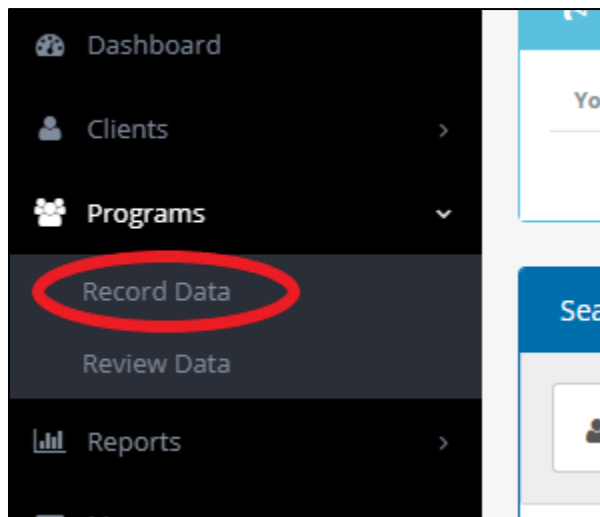 Dashboard
Clients
Programs
Record Data
Review Data
Reports